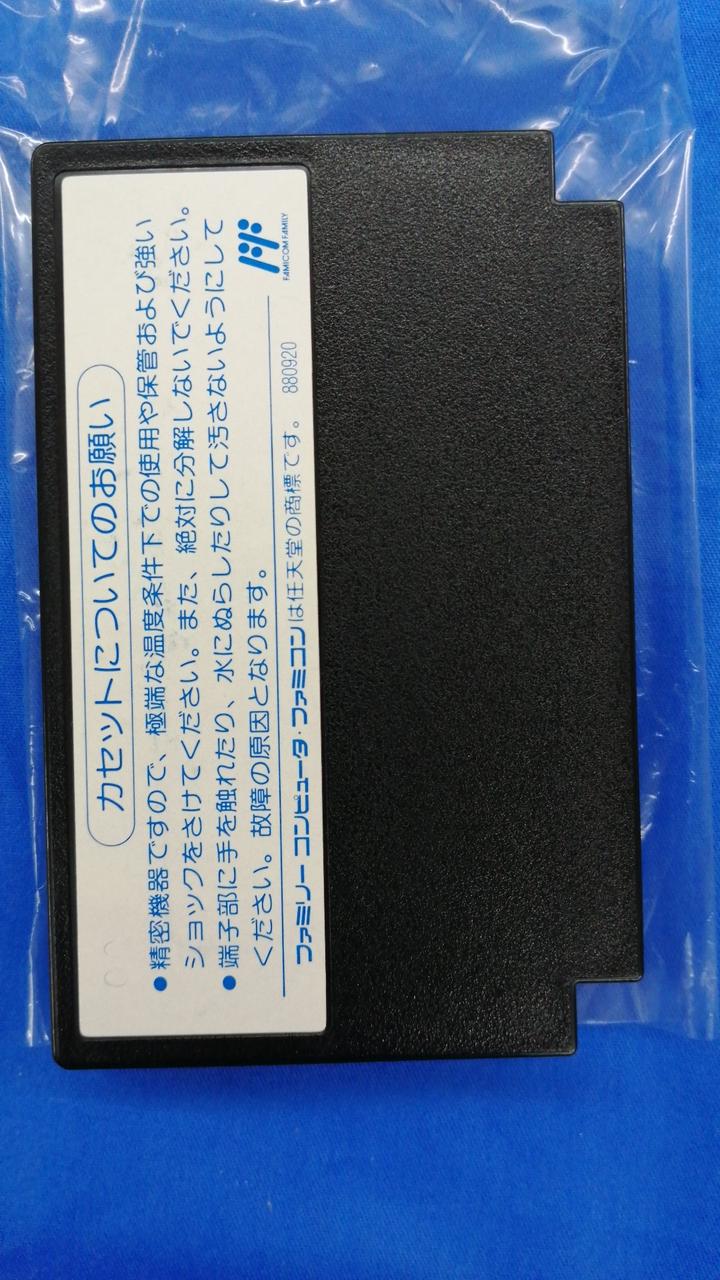 カセットについてのお願い
●精密機器ですので、極端な温度条件下での使用や保管および強い
ショックをさけてください。また、絶対に分解しないでください。
●端子部に手を触れたり、水にぬらしたりして汚さないようにして
ください。故障の原因となります。
ファミリーコンピュータ・ファミコンは任天堂の商標です。 880920
FAMICOM FAMILY